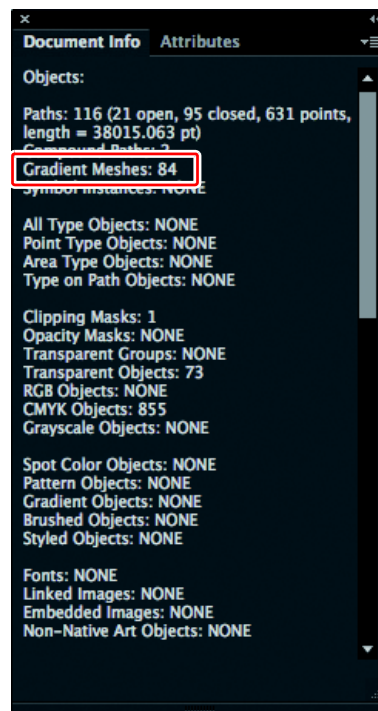 Document Info Attributes
Objects:
Paths: 116 (21 open, 95 closed, 631 points,
length = 38015.063 pt)
Compound Paths: 2
Gradient Meshes: 84
Symbol Instances: NONE
All Type Objects: NONE
Point Type Objects: NONE
Area Type Objects: NONE
Type on Path Objects: NONE
Clipping Masks: 1
Opacity Masks: NONE
Transparent Groups: NONE
Transparent Objects: 73
RGB Objects: NONE
CMYK Objects: 855
Grayscale Objects: NONE
Spot Color Objects: NONE
Pattern Objects: NONE
Gradient Objects: NONE
Brushed Objects: NONE
Styled Objects: NONE
Fonts: NONE
Linked Images: NONE
Embedded Images: NONE
Non-Native Art Objects: NONE